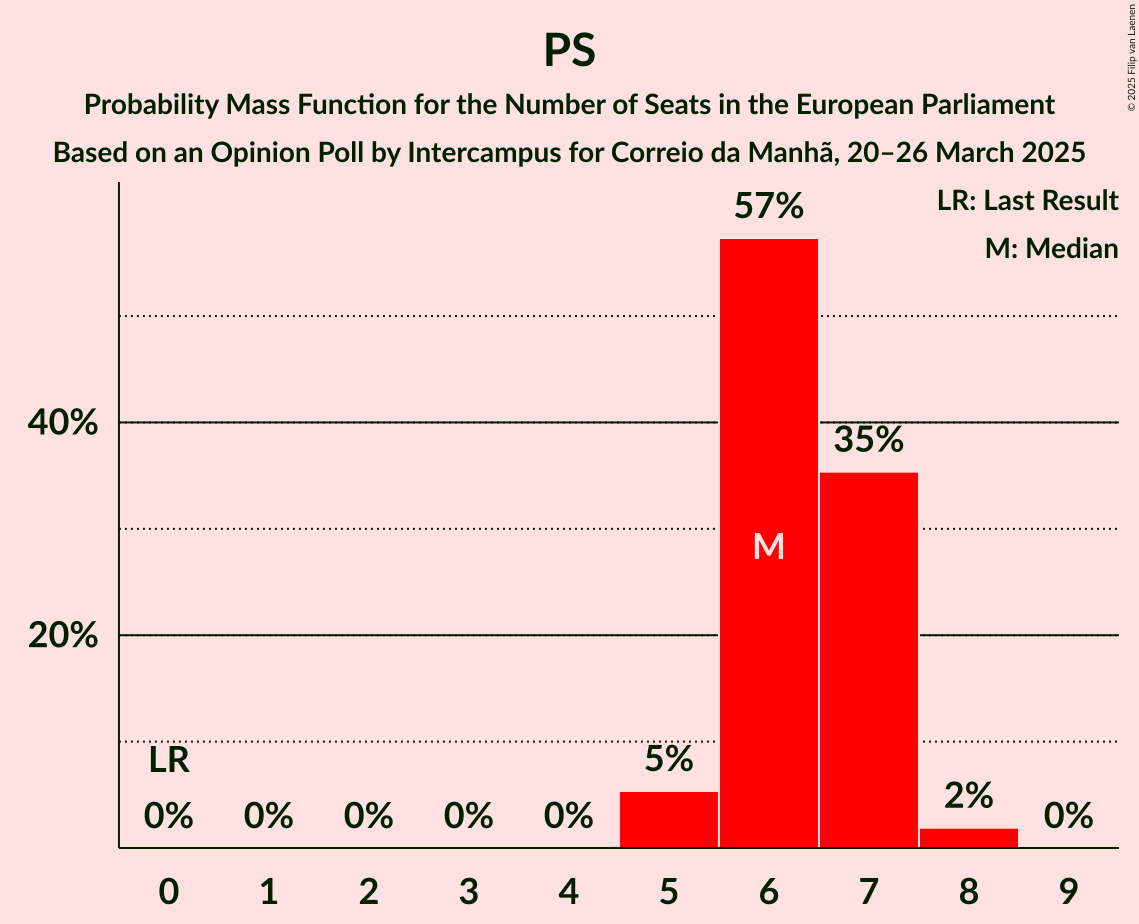 PS
Probability Mass Function for the Number of Seats in the European Parliament
Based on an Opinion Poll by Intercampus for Correio da Manhã, 20–26 March 2025
© 2025 Filip van Laenen
LR: Last Result
M: Median
57%
40%
35%
M
20%
LR
5%
2%
0% 0% 0% 0% 0% 0%
0 1 2 3 4 5 6 7 8 9